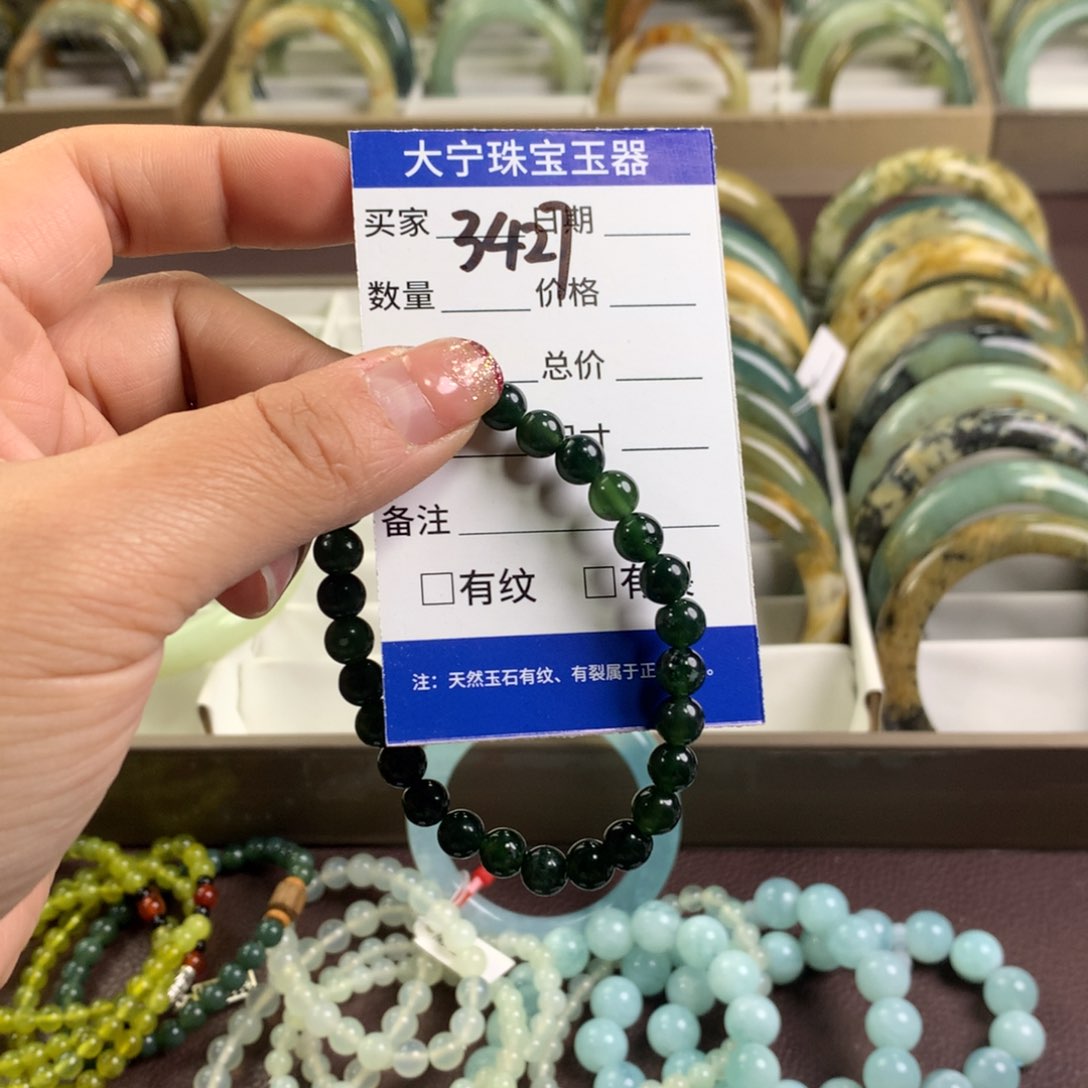 大宁珠宝玉器
买家 3427 日期
数量 价格
总价
寸
备注
□有纹 □有
注：天然玉石有纹、有裂属于正。